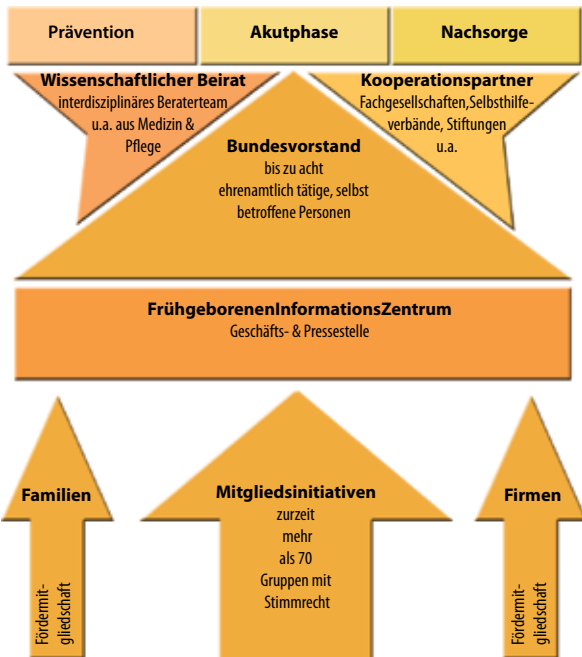 Prävention
Akutphase
Nachsorge
Wissenschaftlicher Beirat
interdisziplinäres Beraterteam
u.a. aus Medizin &
Pflege
Kooperationspartner
Fachgesellschaften,Selbsthilfe-
verbände, Stiftungen
u.a.
Bundesvorstand
bis zu acht
ehrenamtlich tätige, selbst
betroffene Personen
FrühgeborenenInformationsZentrum
Geschäfts- & Pressestelle
Familien
Fördermit-
gliedschaft
Mitgliedsinitiativen
zurzeit
mehr
als 70
Gruppen mit
Stimmrecht
Firmen
Fördermit-
gliedschaft